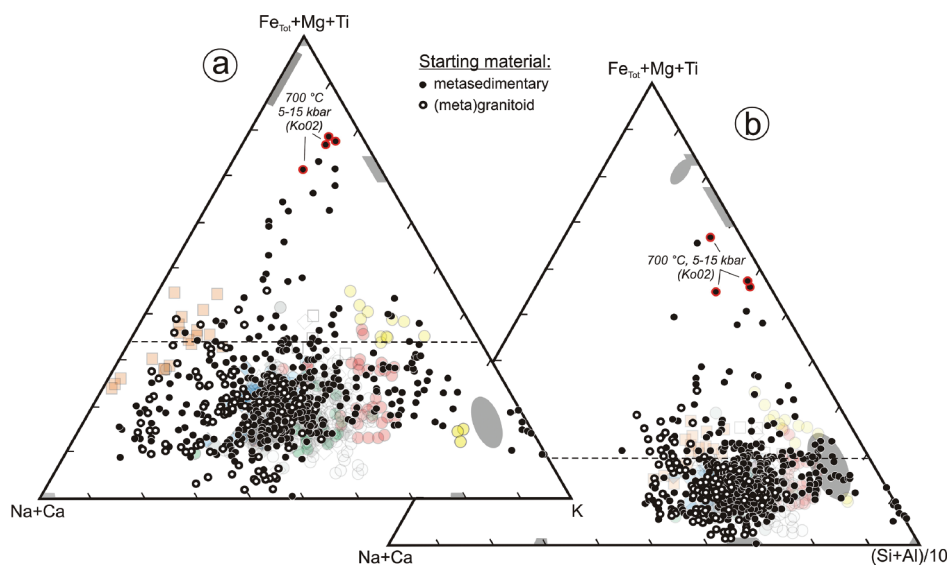 Fe_Tot+Mg+Ti
a
Starting material:
metasedimentary
(meta)granitoid
700 °C
5-15 kbar
(Ko02)
Na+Ca
K
Fe_Tot+Mg+Ti
b
700 °C, 5-15 kbar
(Ko02)
Na+Ca
(Si+Al)/10